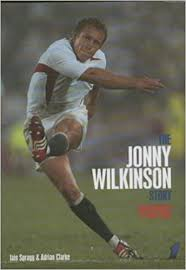 THE
JONNY
WILKINSON
STORY
Iain Spragg & Adrian Clarke